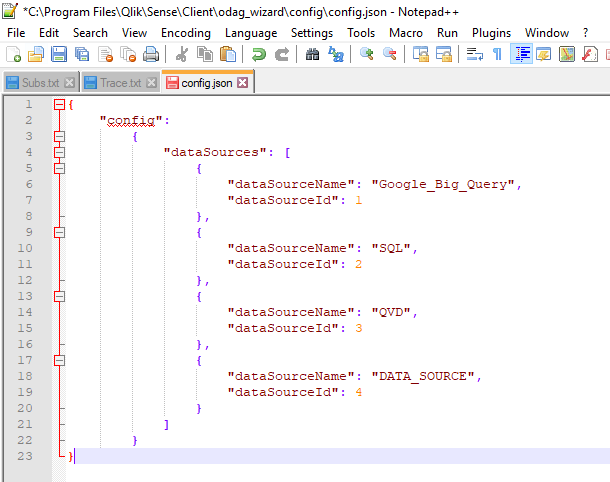 *C:\Program Files\Qlik\Sense\Client\odag_wizard\config\config.json - Notepad++
File Edit Search View Encoding Language Settings Tools Macro Run Plugins Window ?
Subs.txt Trace.txt config.json
1 {
2 "config":
3 {
4 "dataSources": [
5 {
6 "dataSourceName": "Google_Big_Query",
7 "dataSourceId": 1
8 },
9 {
10 "dataSourceName": "SQL",
11 "dataSourceId": 2
12 },
13 {
14 "dataSourceName": "QVD",
15 "dataSourceId": 3
16 },
17 {
18 "dataSourceName": "DATA_SOURCE",
19 "dataSourceId": 4
20 }
21 ]
22 }
23 }